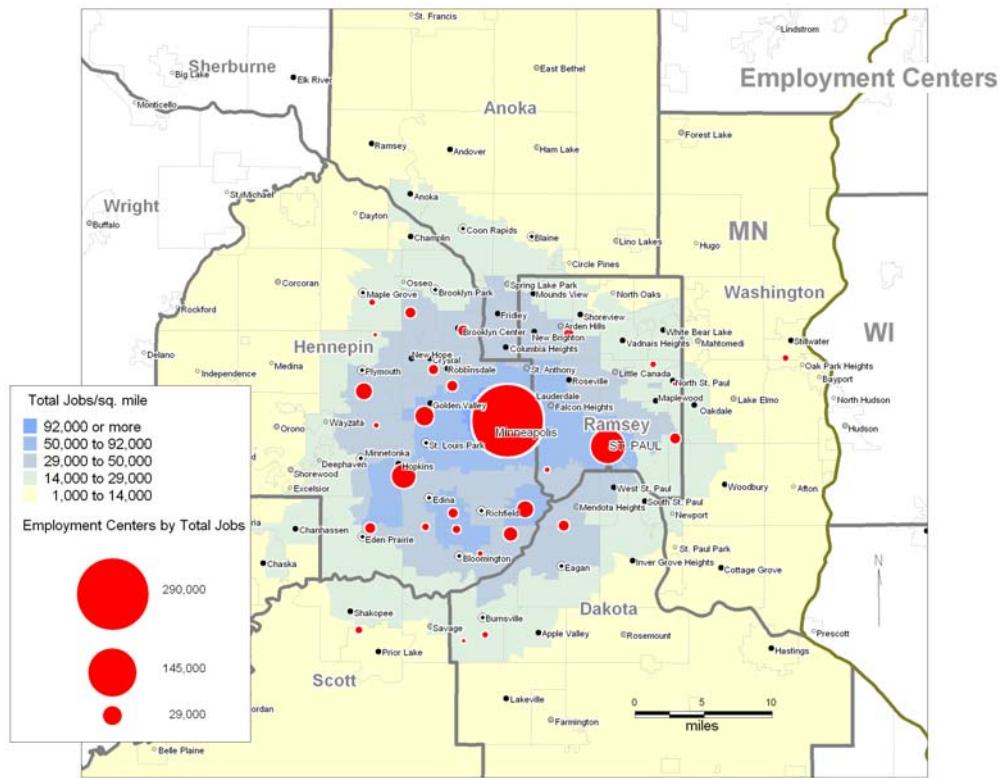 St. Francis
Lindstrom
Sherburne
Big Lake
Elk River
East Bethel
Employment Centers
Monticello
Anoka
Forest Lake
Ramsey
Andover
Ham Lake
St. Michael
Anoka
Wright
Buffalo
Dayton
Coon Rapids
Champlin
Blaine
Lino Lakes
Hugo
MN
Circle Pines
Corcoran
Osseo
Spring Lake Park
Maple Grove
Brooklyn Park
Mounds View
North Oaks
Washington
Rockford
Fridley
Shoreview
Arden Hills
WI
Brooklyn Center
New Brighton
White Bear Lake
Hennepin
Columbia Heights
Vadnais Heights
Mahtomedi
Stillwater
Delano
New Hope
Crystal
Medina
Robbinsdale
St. Anthony
Oak Park Heights
Independence
Plymouth
Roseville
Little Canada
North St. Paul
Bayport
Total Jobs/sq. mile
Lauderdale
Maplewood
Lake Elmo
North Hudson
92,000 or more
Golden Valley
Falcon Heights
Oakdale
50,000 to 92,000
Orono
Wayzata
Minneapolis
Ramsey
Hudson
29,000 to 50,000
St. Louis Park
ST. PAUL
14,000 to 29,000
Minnetonka
Deephaven
Hopkins
1,000 to 14,000
Shorewood
Excelsior
West St. Paul
Woodbury
Afton
Edina
South St. Paul
Employment Centers by Total Jobs
Richfield
Mendota Heights
Newport
Chanhassen
Eden Prairie
St. Paul Park
Bloomington
Chaska
Eagan
Inver Grove Heights
Cottage Grove
N
290,000
Dakota
Shakopee
Burnsville
Savage
Apple Valley
Rosemount
Prescott
145,000
Prior Lake
Hastings
Scott
29,000
Lakeville
0 5 10
miles
Farmington
Belle Plaine